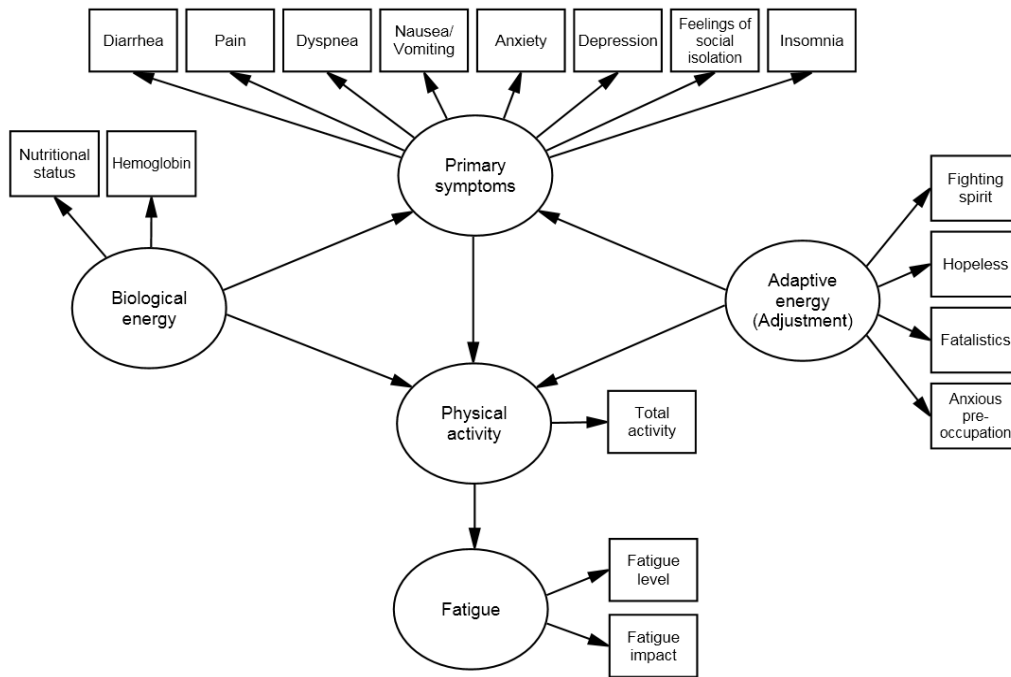 Diarrhea
Pain
Dyspnea
Nausea/
Vomiting
Anxiety
Depression
Feelings of
social
isolation
Insomnia
Nutritional
status
Hemoglobin
Primary
symptoms
Fighting
spirit
Hopeless
Fatalistics
Anxious
pre-
occupation
Biological
energy
Adaptive
energy
(Adjustment)
Physical
activity
Total
activity
Fatigue
Fatigue
level
Fatigue
impact